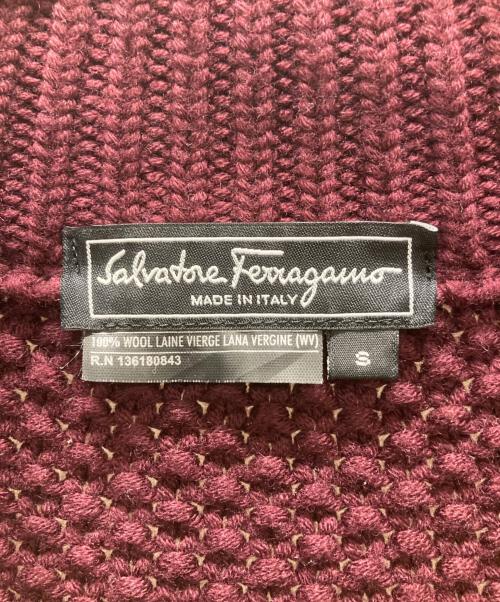 Salvatore Ferragamo
MADE IN ITALY
100% WOOL LAINE VIERGE LANA VERGINE (WV)
R.N 136180843
S